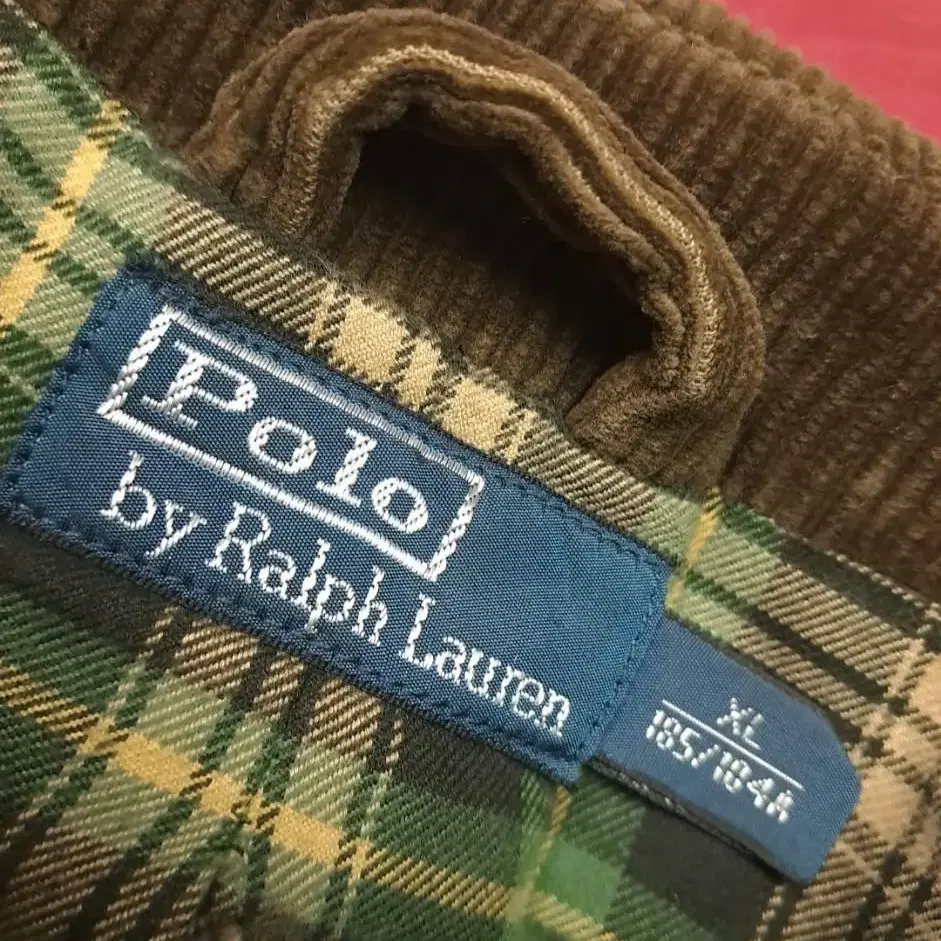 Polo
by Ralph Lauren
XL
185/104A